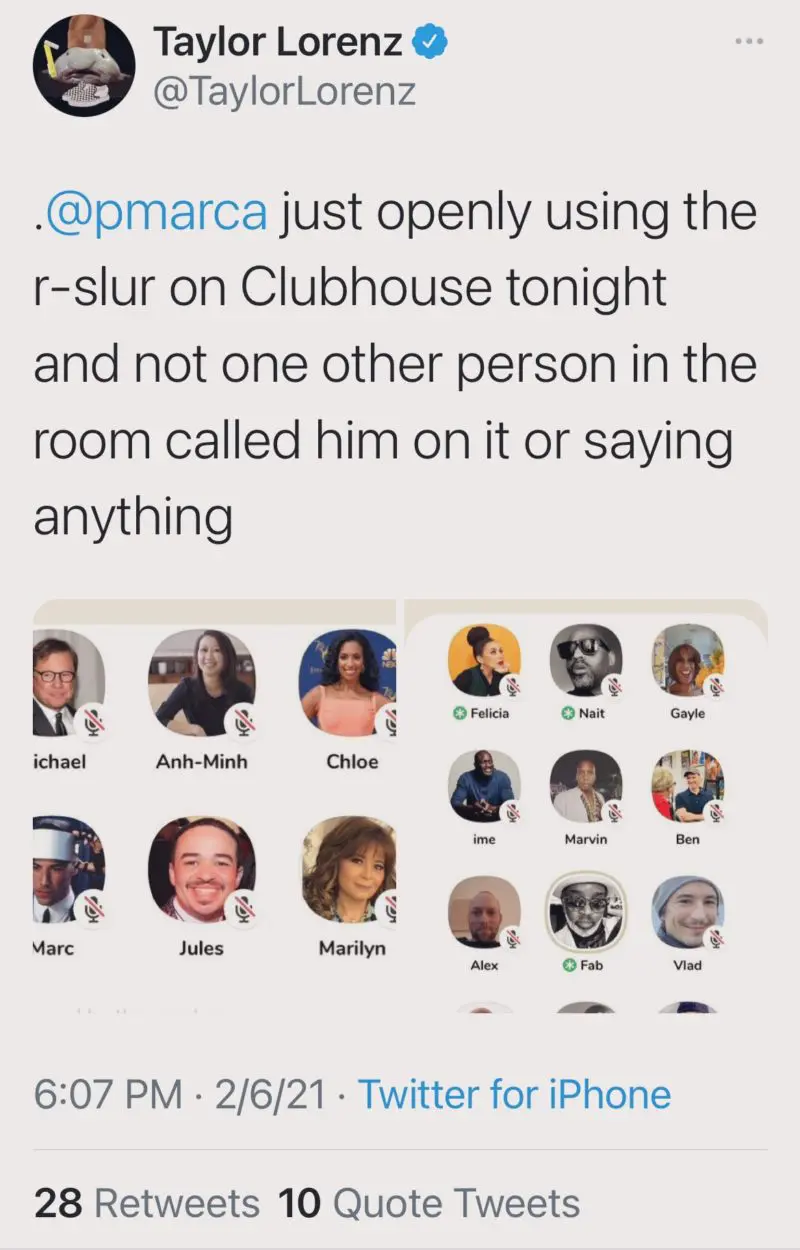 Taylor Lorenz
@TaylorLorenz
.@pmarca just openly using the
r-slur on Clubhouse tonight
and not one other person in the
room called him on it or saying
anything
ichael Anh-Minh Chloe
Marc Jules Marilyn
Felicia Nait Gayle
ime Marvin Ben
Alex Fab Vlad
6:07 PM · 2/6/21 · Twitter for iPhone
28 Retweets 10 Quote Tweets